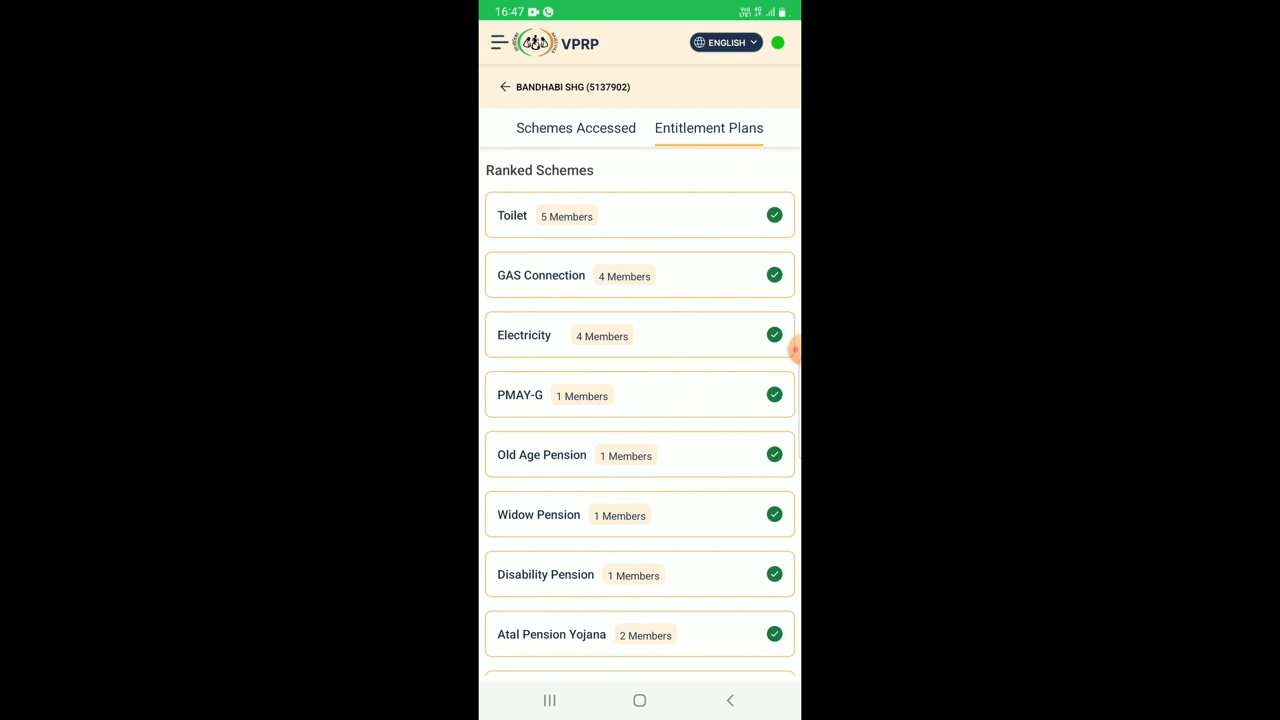 16:47
VPRP
ENGLISH
BANDHABI SHG (5137902)
Schemes Accessed Entitlement Plans
Ranked Schemes
Toilet 5 Members
GAS Connection 4 Members
Electricity 4 Members
PMAY-G 1 Members
Old Age Pension 1 Members
Widow Pension 1 Members
Disability Pension 1 Members
Atal Pension Yojana 2 Members